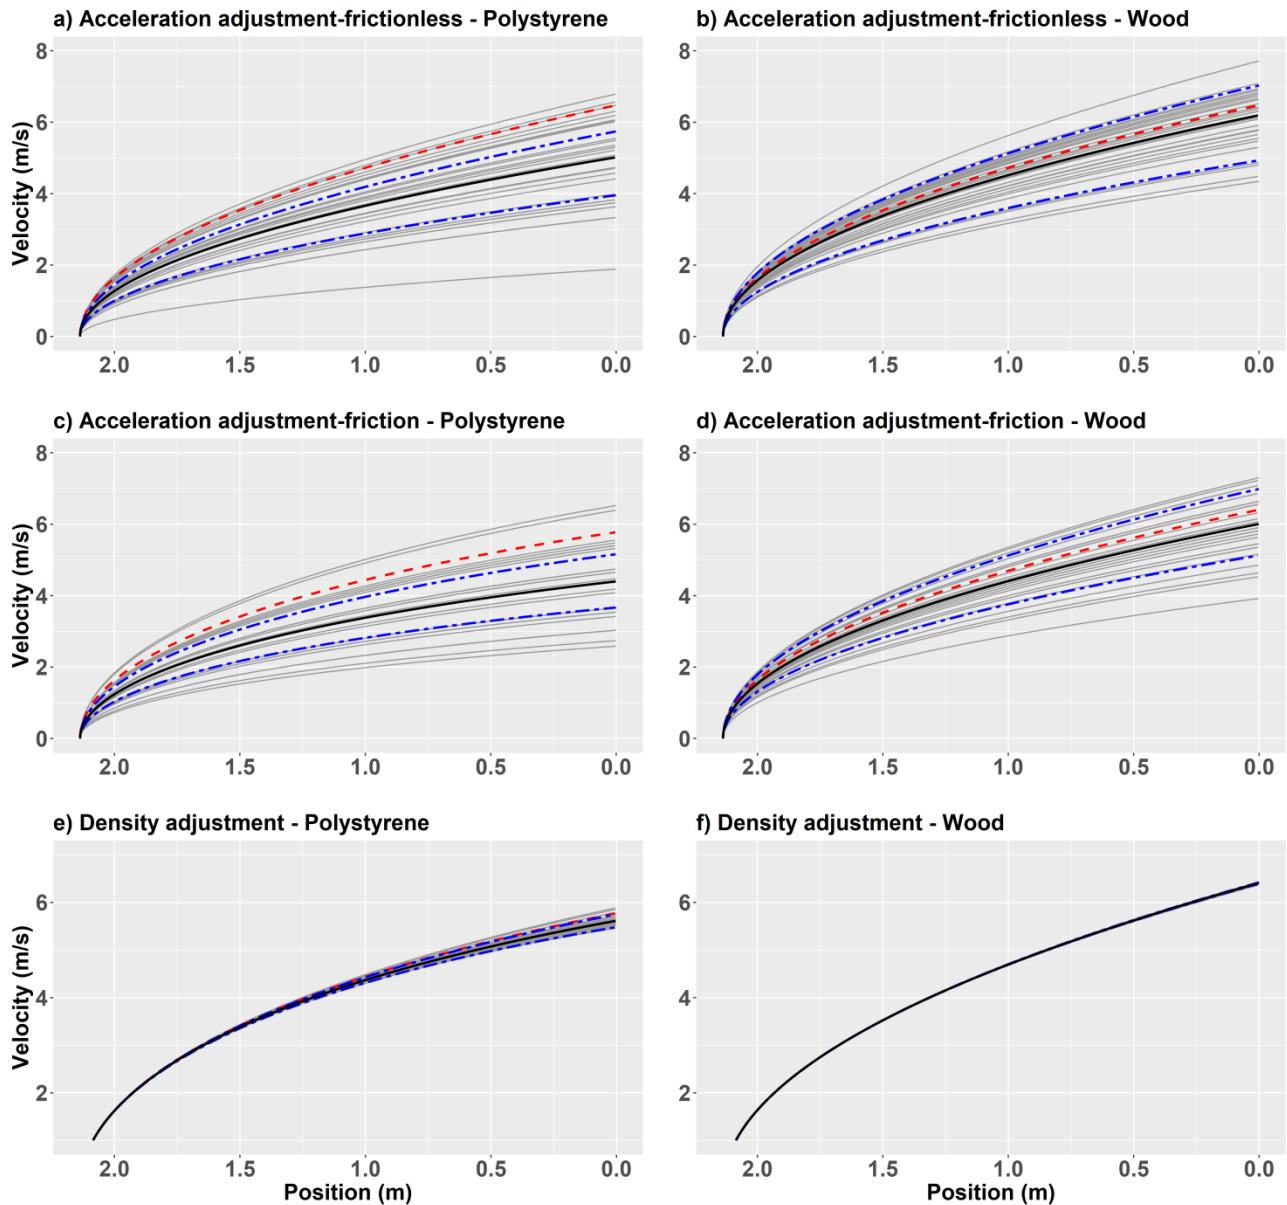 a) Acceleration adjustment-frictionless - Polystyrene
b) Acceleration adjustment-frictionless - Wood
8
6
4
2
0
Velocity (m/s)
2.0 1.5 1.0 0.5 0.0
8
6
4
2
0
2.0 1.5 1.0 0.5 0.0
c) Acceleration adjustment-friction - Polystyrene
d) Acceleration adjustment-friction - Wood
8
6
4
2
0
Velocity (m/s)
2.0 1.5 1.0 0.5 0.0
8
6
4
2
0
2.0 1.5 1.0 0.5 0.0
e) Density adjustment - Polystyrene
f) Density adjustment - Wood
6
4
2
Velocity (m/s)
2.0 1.5 1.0 0.5 0.0
Position (m)
6
4
2
2.0 1.5 1.0 0.5 0.0
Position (m)